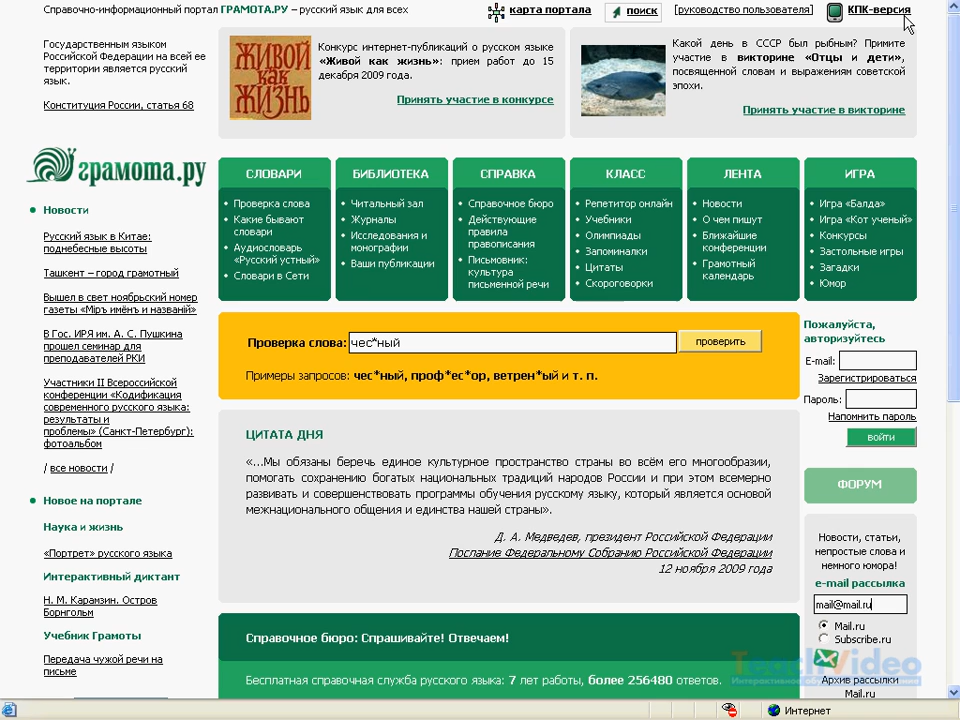 Справочно-информационный портал ГРАМОТА.РУ – русский язык для всех
карта портала
поиск
[руководство пользователя]
КПК-версия
Государственным языком
Российской Федерации на всей ее
территории является русский
язык.
Конституция России, статья 68
ЖИВОЙ
КАК
ЖИЗНЬ
Конкурс интернет-публикаций о русском языке
«Живой как жизнь»: прием работ до 15
декабря 2009 года.
Принять участие в конкурсе
Какой день в СССР был рыбным? Примите
участие в викторине «Отцы и дети»,
посвященной словам и выражениям советской
эпохи.
Принять участие в викторине
грамота.ру
СЛОВАРИ
Проверка слова
Какие бывают
словари
Аудиословарь
«Русский устный»
Словари в Сети
БИБЛИОТЕКА
Читальный зал
Журналы
Исследования и
монографии
Ваши публикации
СПРАВКА
Справочное бюро
Действующие
правила
правописания
Письмовник:
культура
письменной речи
КЛАСС
Репетитор онлайн
Учебники
Олимпиады
Запоминалки
Цитаты
Скороговорки
ЛЕНТА
Новости
О чем пишут
Ближайшие
конференции
Грамотный
календарь
ИГРА
Игра «Балда»
Игра «Кот ученый»
Конкурсы
Застольные игры
Загадки
Юмор
Новости
Русский язык в Китае:
поднебесные высоты
Ташкент – город грамотный
Вышел в свет ноябрьский номер
газеты «Мiръ имёнъ и названiй»
В Гос. ИРЯ им. А. С. Пушкина
прошел семинар для
преподавателей РКИ
Участники II Всероссийской
конференции «Кодификация
современного русского языка:
результаты и
проблемы» (Санкт-Петербург):
фотоальбом
/ все новости /
Новое на портале
Наука и жизнь
«Портрет» русского языка
Интерактивный диктант
Н. М. Карамзин. Остров
Борнгольм
Учебник Грамоты
Передача чужой речи на
письме
Проверка слова: чес*ный проверить
Примеры запросов: чес*ный, проф*ес*ор, ветрен*ый и т. п.
ЦИТАТА ДНЯ
«...Мы обязаны беречь единое культурное пространство страны во всём его многообразии,
помогать сохранению богатых национальных традиций народов России и при этом всемерно
развивать и совершенствовать программы обучения русскому языку, который является основой
межнационального общения и единства нашей страны».
Д. А. Медведев, президент Российской Федерации
Послание Федеральному Собранию Российской Федерации
12 ноября 2009 года
Справочное бюро: Спрашивайте! Отвечаем!
Бесплатная справочная служба русского языка: 7 лет работы, более 256480 ответов.
Пожалуйста,
авторизуйтесь
E-mail:
Зарегистрироваться
Пароль:
Напомнить пароль
войти
ФОРУМ
Новости, статьи,
непростые слова и
немного юмора!
e-mail рассылка
mail@mail.ru
Mail.ru
Subscribe.ru
Архив рассылки
Mail.ru
TeachVideo
Интернет